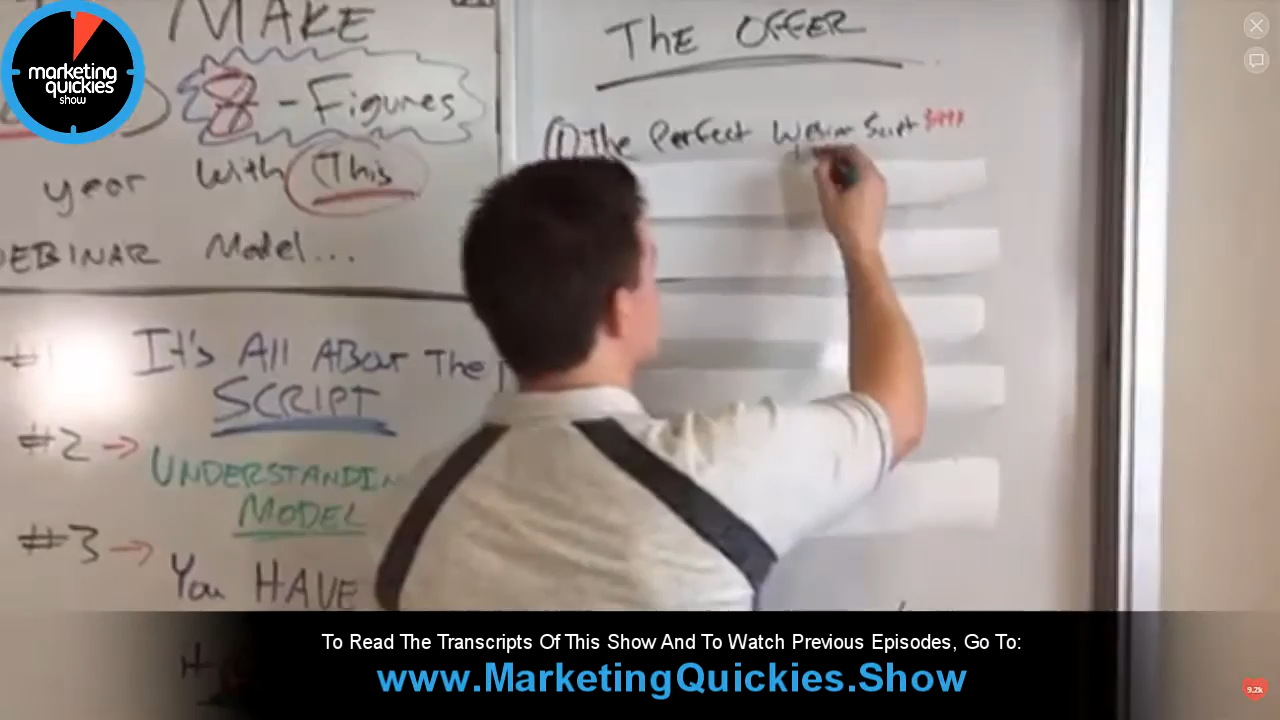 marketing
quickies
show
MAKE
8-Figures
year with This
WEBINAR Model...
#1 It's All ABout The
SCRIPT
#2 →
UNDERSTANDIN
MODEL
#3 →
You HAVE
The OFFER
① The Perfect Webinar Script
To Read The Transcripts Of This Show And To Watch Previous Episodes, Go To:
www.MarketingQuickies.Show
9.2k